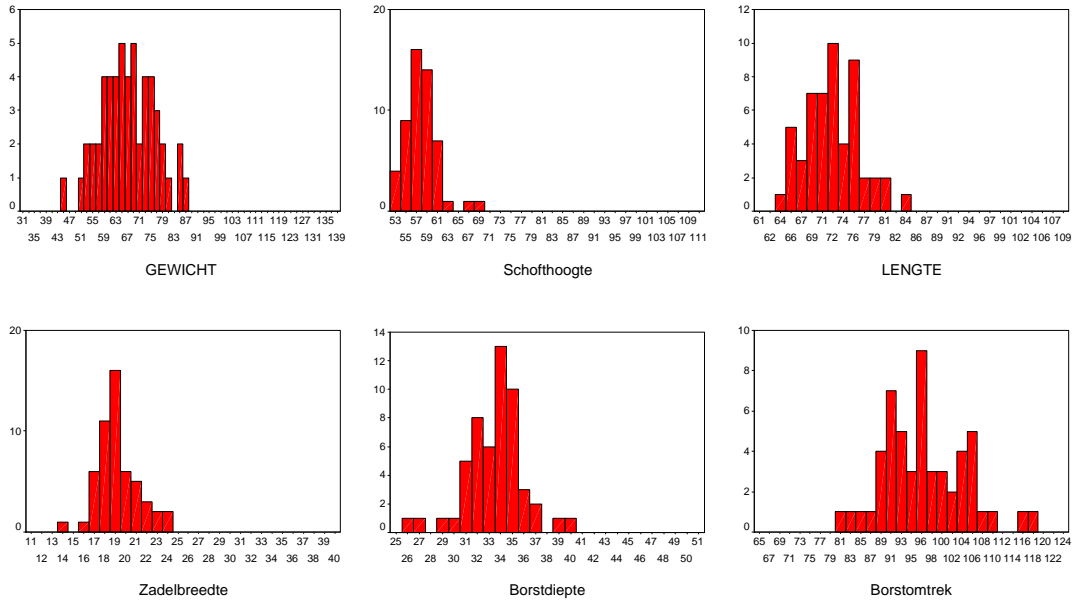 6
5
4
3
2
1
0
31 39 47 55 63 71 79 87 95 103 111 119 127 135
35 43 51 59 67 75 83 91 99 107 115 123 131 139
GEWICHT
20
10
0
53 57 61 65 73 77 81 85 89 93 97 101 105 109
55 59 63 67 71 75 79 83 87 91 95 99 103 107 111
Schofthoogte
12
10
8
6
4
2
0
61 64 67 71 74 77 81 84 87 91 94 97 101 104 107
62 66 69 72 76 79 82 86 89 92 96 99 102 106 109
LENGTE
20
10
0
11 13 15 17 19 21 23 25 27 29 31 33 35 37 39
12 14 16 18 20 22 24 26 28 30 32 34 36 38 40
Zadelbreedte
14
12
10
8
6
4
2
0
25 27 29 31 33 35 37 39 41 43 45 47 49 51
26 28 30 32 34 36 38 40 42 44 46 48 50
Borstdiepte
10
8
6
4
2
0
65 69 73 77 81 85 89 93 96 100 104 108 112 116 120 124
67 71 75 79 83 87 91 95 98 102 106 110 114 118 122
Borstomtrek